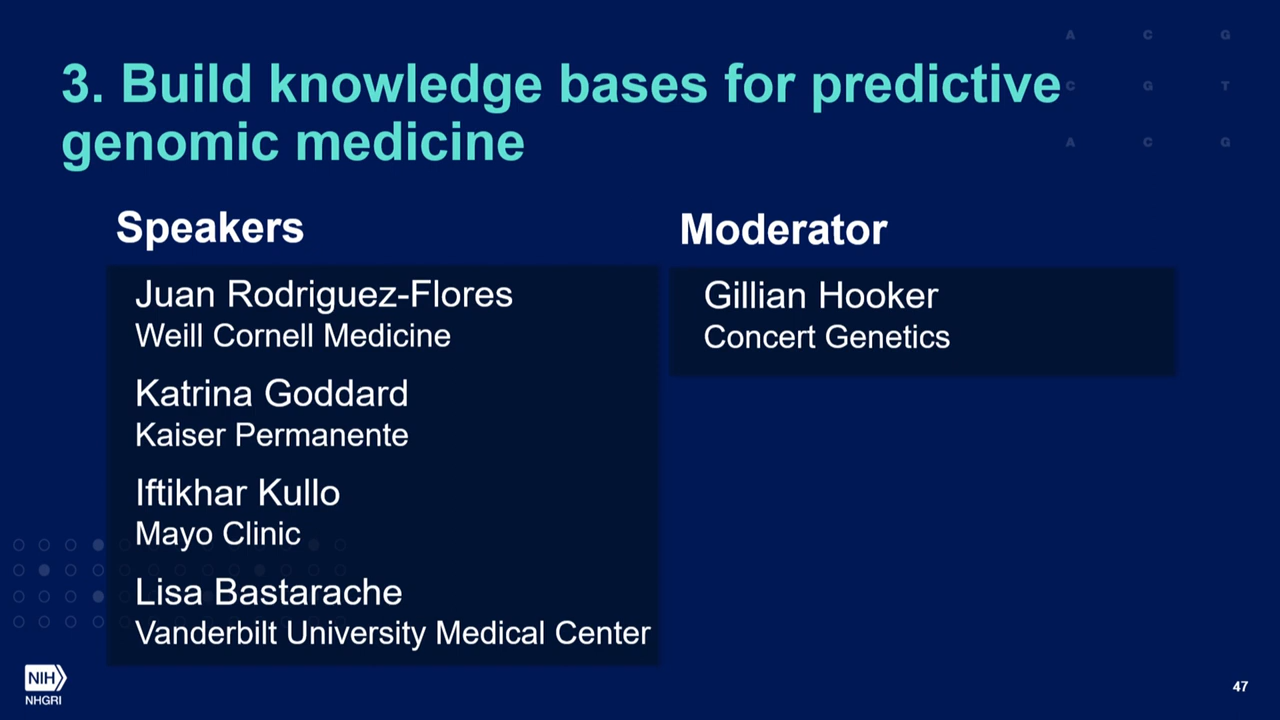 A C G
3. Build knowledge bases for predictive
C G T
genomic medicine
A C G
Speakers
Juan Rodriguez-Flores
Weill Cornell Medicine
Katrina Goddard
Kaiser Permanente
Iftikhar Kullo
Mayo Clinic
Lisa Bastarache
Vanderbilt University Medical Center
Moderator
Gillian Hooker
Concert Genetics
NIH
NHGRI
47